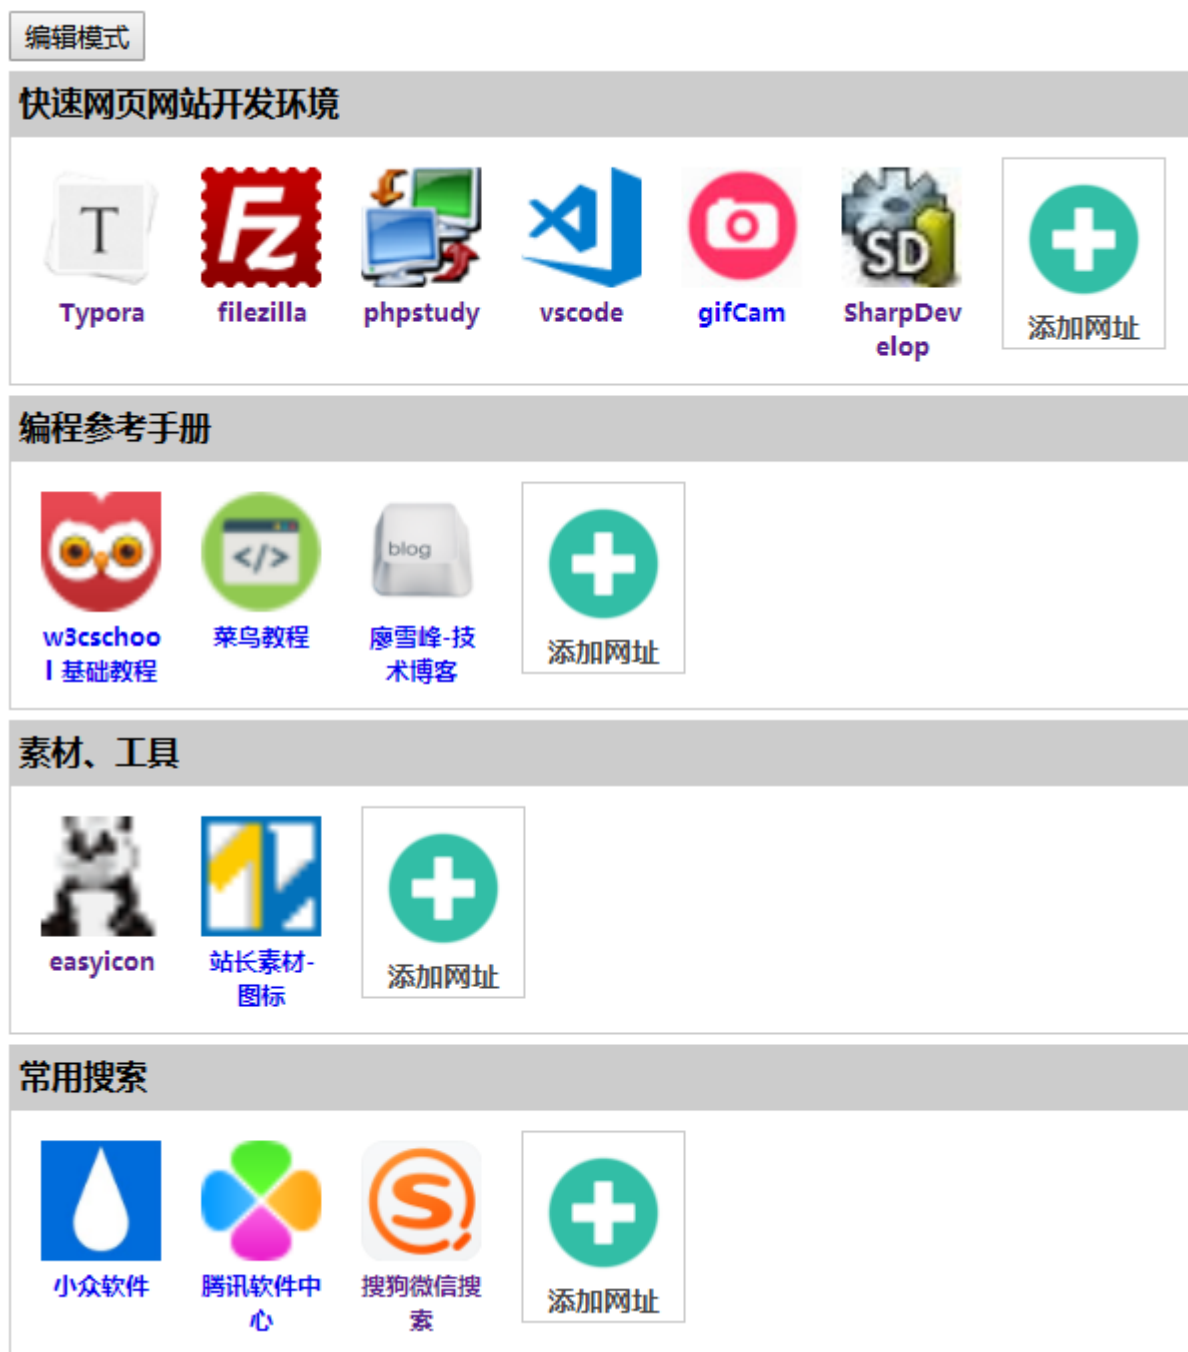 编辑模式
快速网页网站开发环境
T
Fz
SD
Typora
filezilla
phpstudy
vscode
gifCam
SharpDev
elop
添加网址
编程参考手册
</>
blog
w3cschoo
l 基础教程
菜鸟教程
廖雪峰-技
术博客
添加网址
素材、工具
easyicon
站长素材-
图标
添加网址
常用搜索
S
小众软件
腾讯软件中
心
搜狗微信搜
索
添加网址